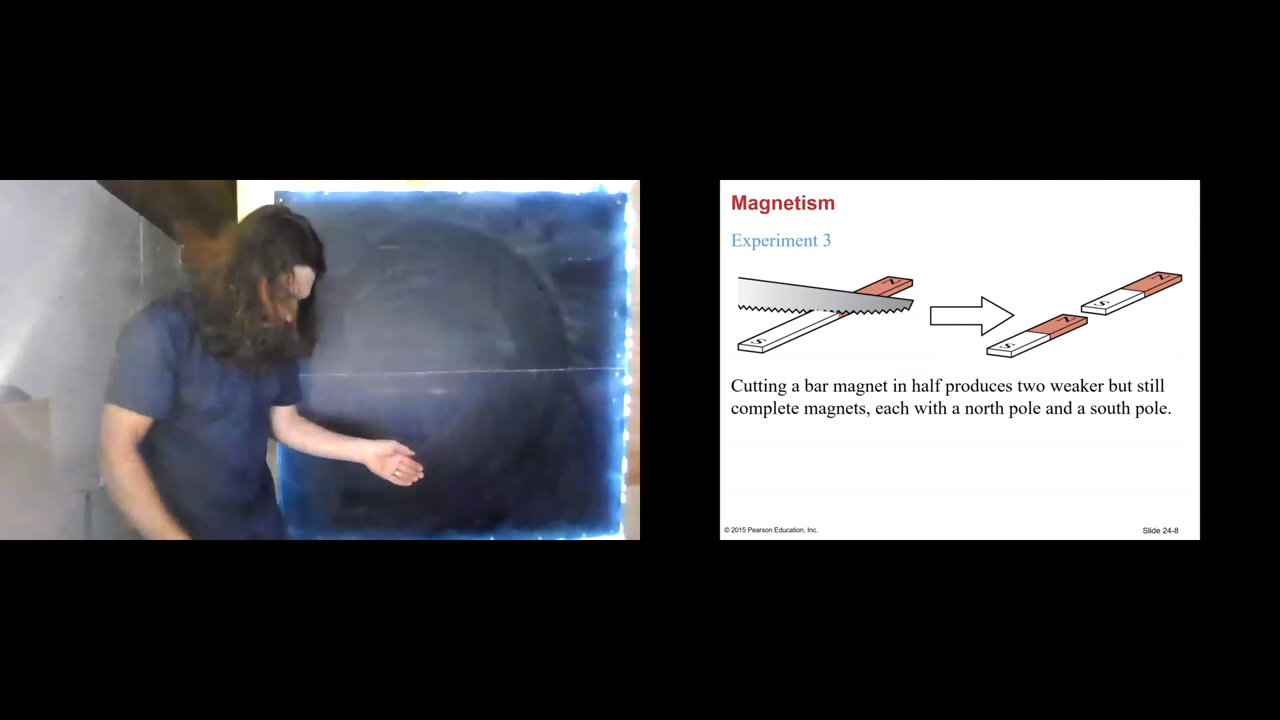 Magnetism
Experiment 3
N
S
N
S
N
S
Cutting a bar magnet in half produces two weaker but still
complete magnets, each with a north pole and a south pole.
© 2015 Pearson Education, Inc.
Slide 24-8